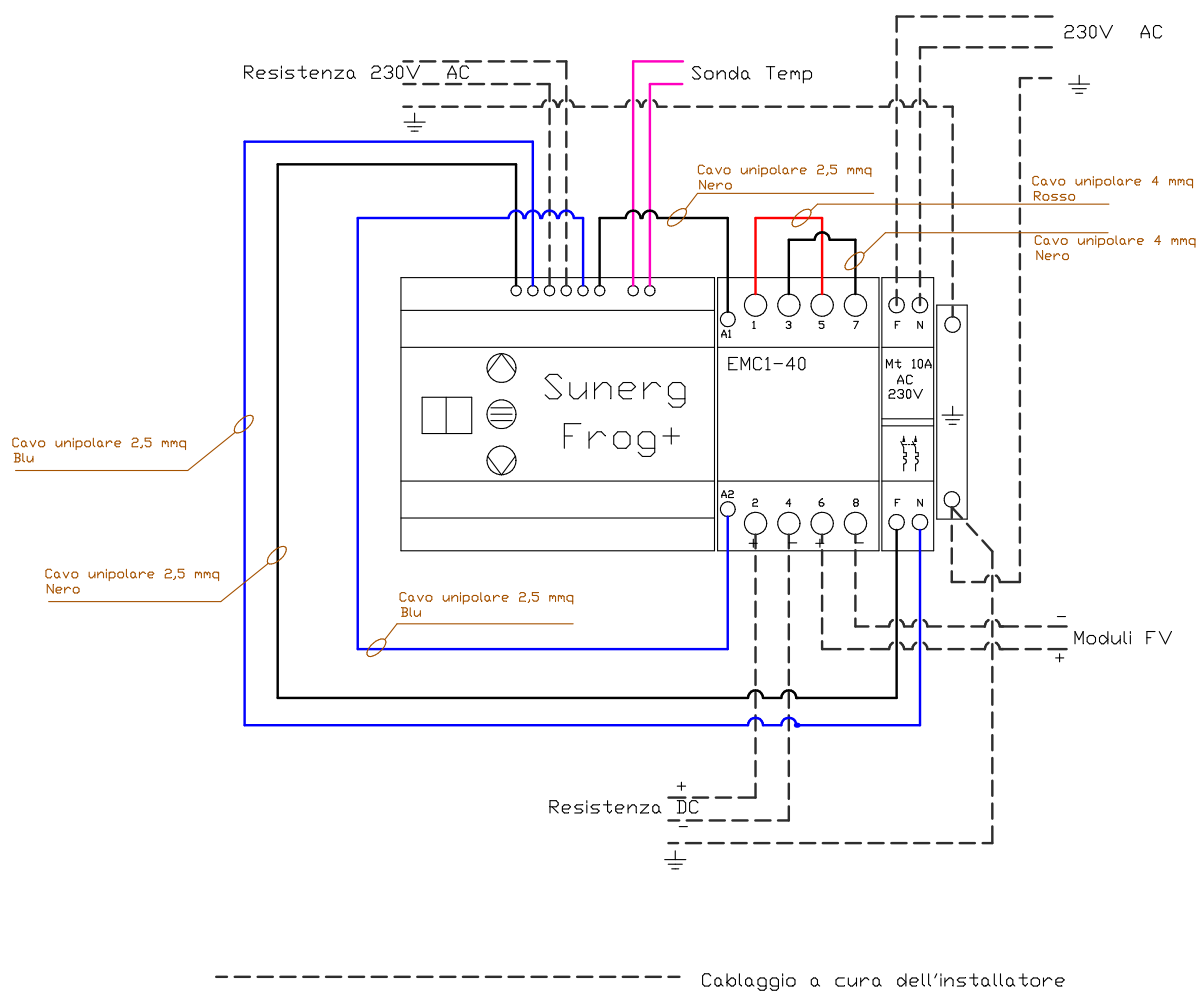 230V AC
Resistenza 230V AC
Sonda Temp
Cavo unipolare 2,5 mmq
Nero
Cavo unipolare 4 mmq
Rosso
Cavo unipolare 4 mmq
Nero
A1
1
3
5
7
F
N
EMC1-40
Mt 10A
AC
230V
Sunerg
Frog+
Cavo unipolare 2,5 mmq
Blu
A2
2
4
6
8
F
N
+
-
+
-
Cavo unipolare 2,5 mmq
Nero
Cavo unipolare 2,5 mmq
Blu
-
Moduli FV
+
+
Resistenza DC
-
Cablaggio a cura dell'installatore